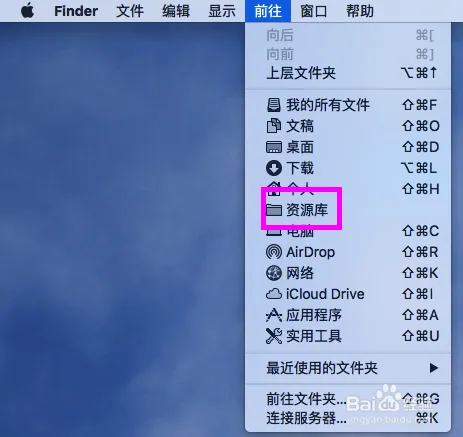 Finder 文件 编辑 显示 前往 窗口 帮助
向后 ⌘[
向前 ⌘]
上层文件夹 ⌥⌘↑
我的所有文件 ⇧⌘F
文稿 ⇧⌘O
桌面 ⇧⌘D
下载 ⌥⌘L
个人 ⇧⌘H
资源库
电脑 ⇧⌘C
AirDrop ⇧⌘R
网络 ⇧⌘K
iCloud Drive ⇧⌘I
应用程序 ⇧⌘A
实用工具 ⇧⌘U
最近使用的文件夹 ▶
前往文件夹... ⇧⌘G
连接服务器... ⌘K
Baidu 经验